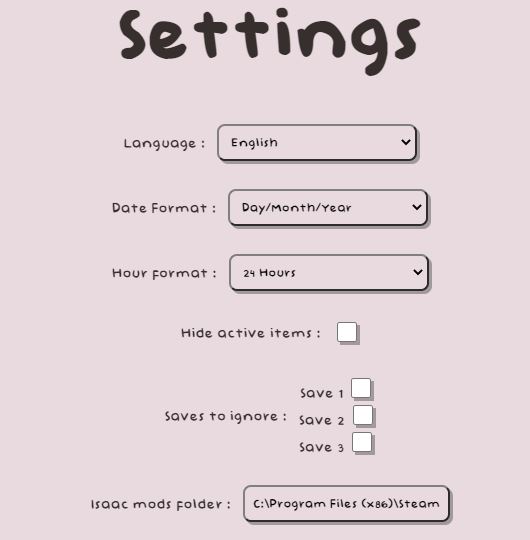 Settings
Language : English
Date Format : Day/Month/Year
Hour format : 24 Hours
Hide active items :
Save 1
Saves to ignore : Save 2
Save 3
Isaac mods folder : C:\Program Files (x86)\Steam